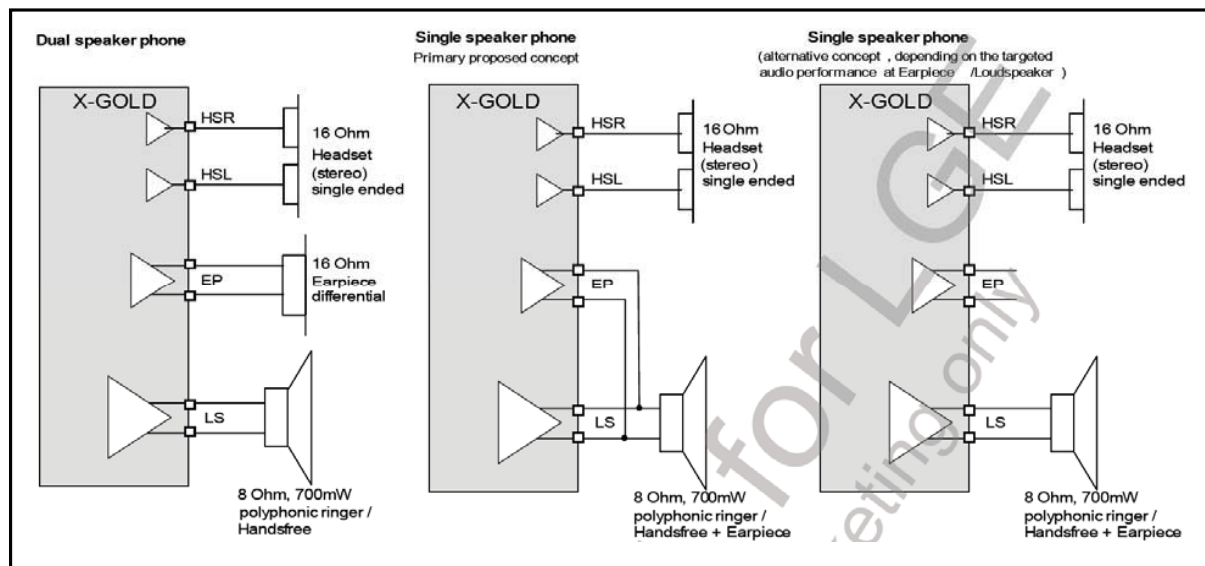 Dual speaker phone
X-GOLD
HSR
HSL
16 Ohm
Headset
(stereo)
single ended
EP
16 Ohm
Earpiece
differential
LS
8 Ohm, 700mW
polyphonic ringer /
Handsfree
Single speaker phone
Primary proposed concept
X-GOLD
HSR
HSL
16 Ohm
Headset
(stereo)
single ended
EP
LS
8 Ohm, 700mW
polyphonic ringer /
Handsfree + Earpiece
Single speaker phone
(alternative concept , depending on the targeted
audio performance at Earpiece /Loudspeaker )
X-GOLD
HSR
HSL
16 Ohm
Headset
(stereo)
single ended
EP
LS
8 Ohm, 700mW
polyphonic ringer /
Handsfree + Earpiece
for LGE
only